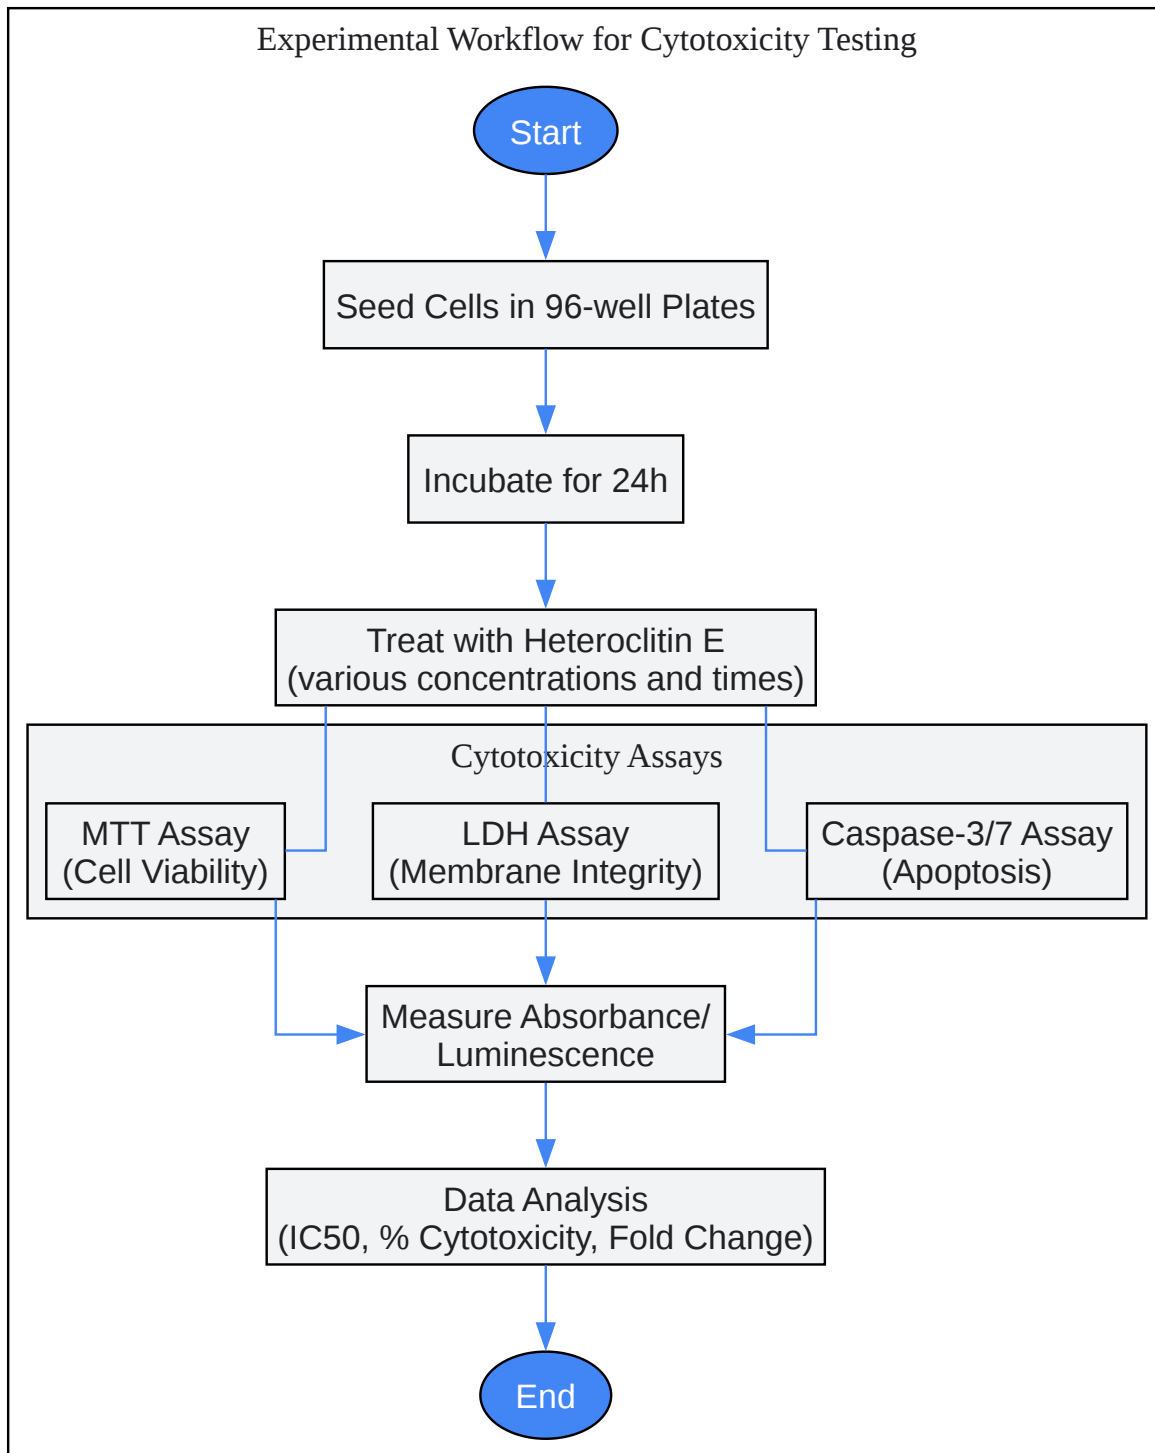 Experimental Workflow for Cytotoxicity Testing
Start
Seed Cells in 96-well Plates
Incubate for 24h
Treat with Heteroclitin E
(various concentrations and times)
Cytotoxicity Assays
MTT Assay
(Cell Viability)
LDH Assay
(Membrane Integrity)
Caspase-3/7 Assay
(Apoptosis)
Measure Absorbance/
Luminescence
Data Analysis
(IC50, % Cytotoxicity, Fold Change)
End